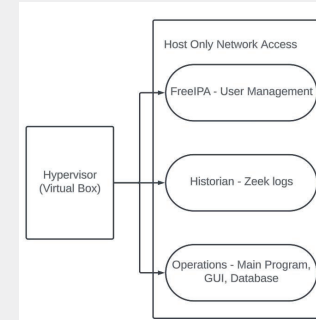 Host Only Network Access
FreeIPA - User Management
Hypervisor
(Virtual Box)
Historian - Zeek logs
Operations - Main Program,
GUI, Database